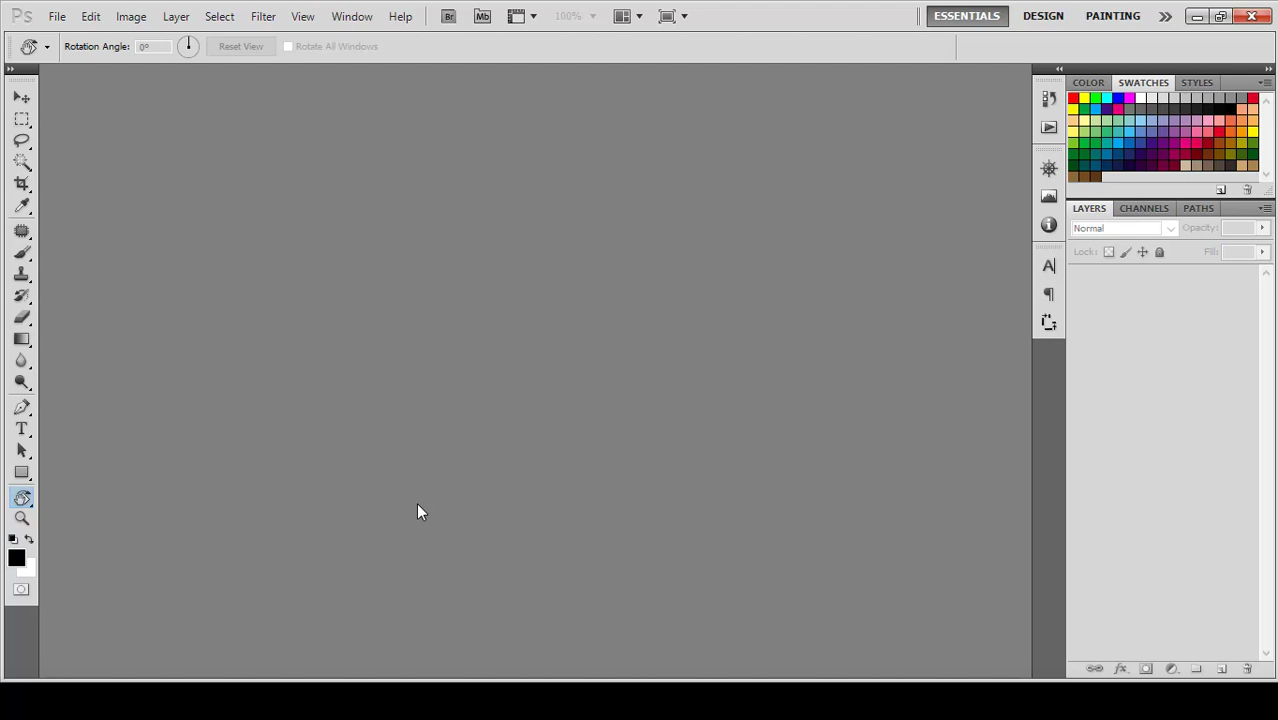 Ps File Edit Image Layer Select Filter View Window Help Br Mb 100% ESSENTIALS DESIGN PAINTING
Rotation Angle: 0° Reset View Rotate All Windows
COLOR SWATCHES STYLES
LAYERS CHANNELS PATHS
Normal Opacity:
Lock: Fill: